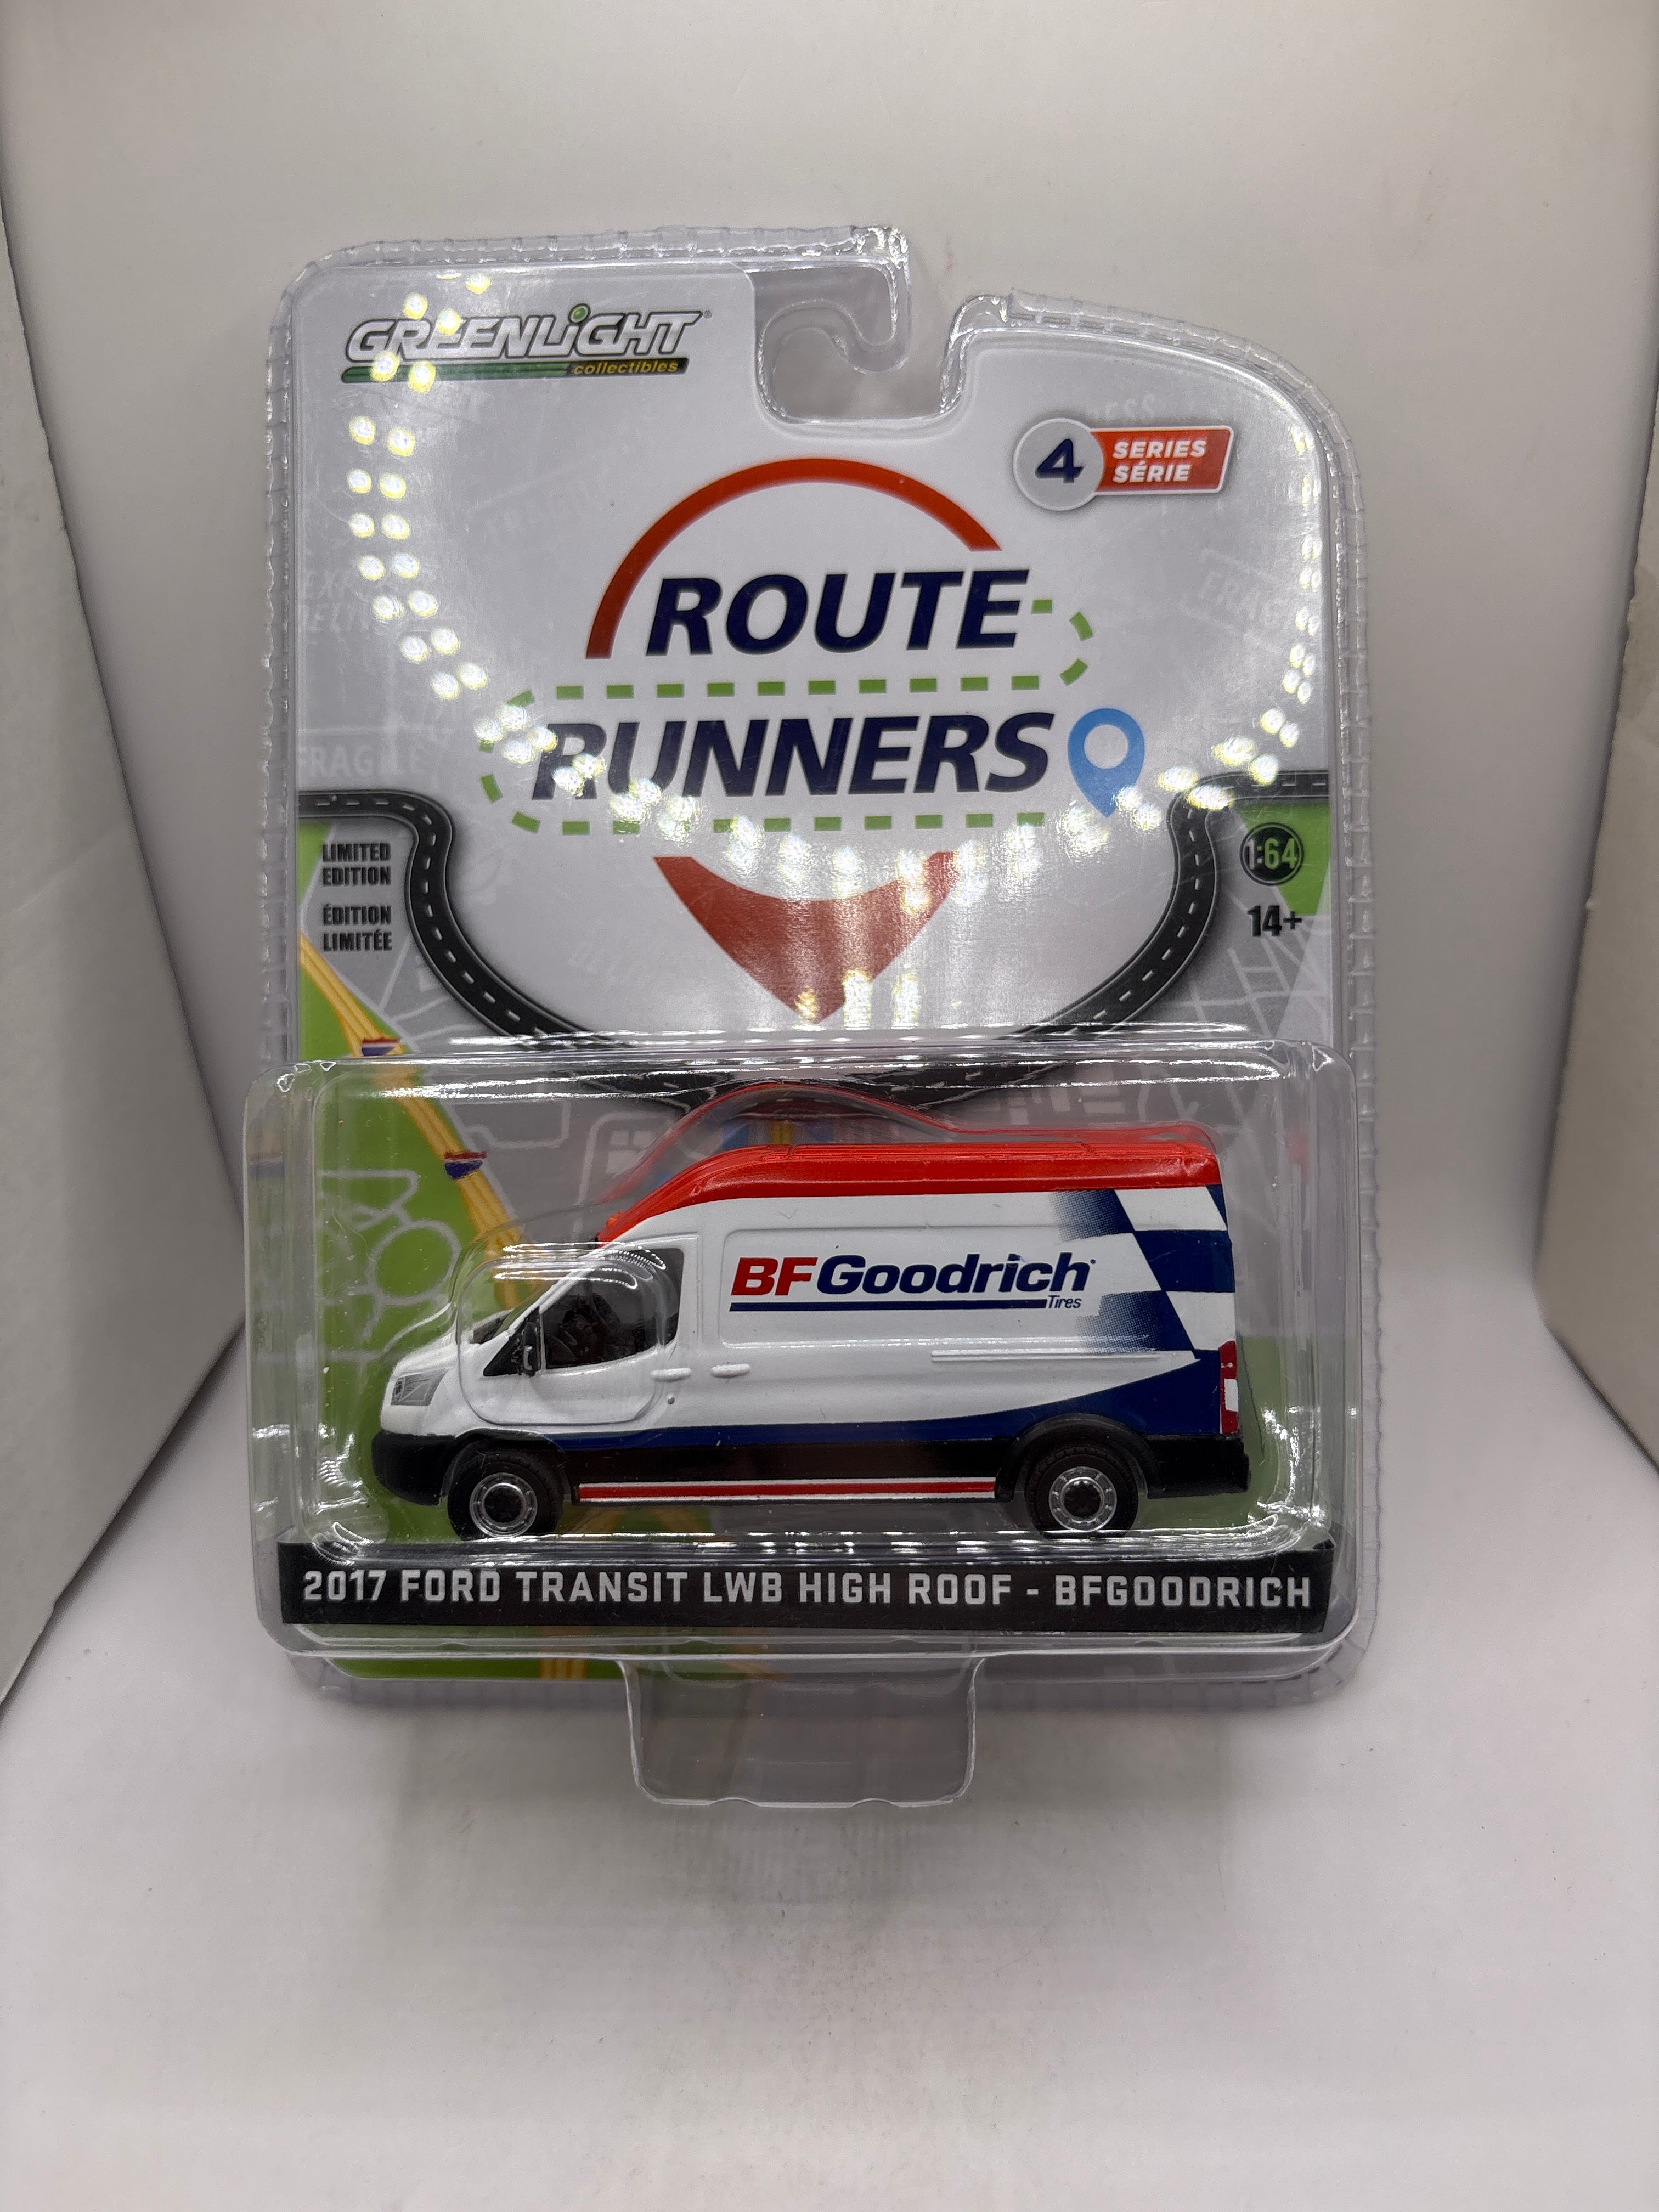 GREENLiGHT®
collectibles
4
SERIES
SÉRIE
ROUTE
RUNNERS
FRAGILE
LIMITED
EDITION
ÉDITION
LIMITÉE
1:64
14+
BFGoodrich
Tires
2017 FORD TRANSIT LWB HIGH ROOF - BFGOODRICH